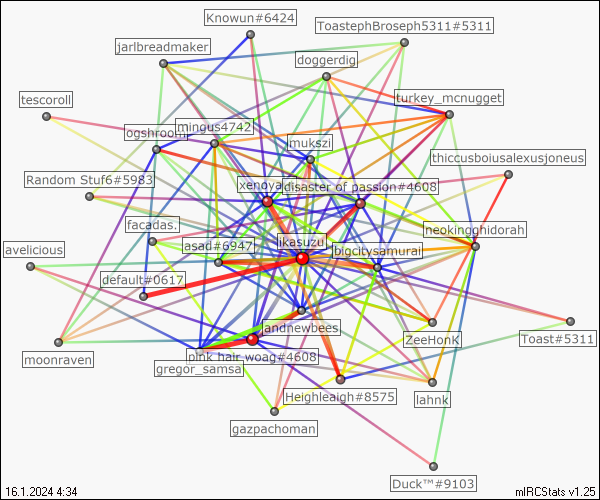 Knowun#6424
ToastephBroseph5311#5311
jarlbreadmaker
doggerdig
tescoroll
turkey_mcnugget
ogshroom
mingus4742
mukszi
thiccusboiusalexusjoneus
Random Stuf6#5983
xenoya
disaster of passion#4608
facadas.
neokingghidorah
avelicious
asad#6947
ikasuzu
bigcitysamurai
default#0617
moonraven
landnewbees
ZeeHonK
Toast#5311
pink hair woag#4608
gregor_samsa
Heighleaigh#8575
lahnk
gazpachoman
Duck™#9103
16.1.2024 4:34
mIRCStats v1.25